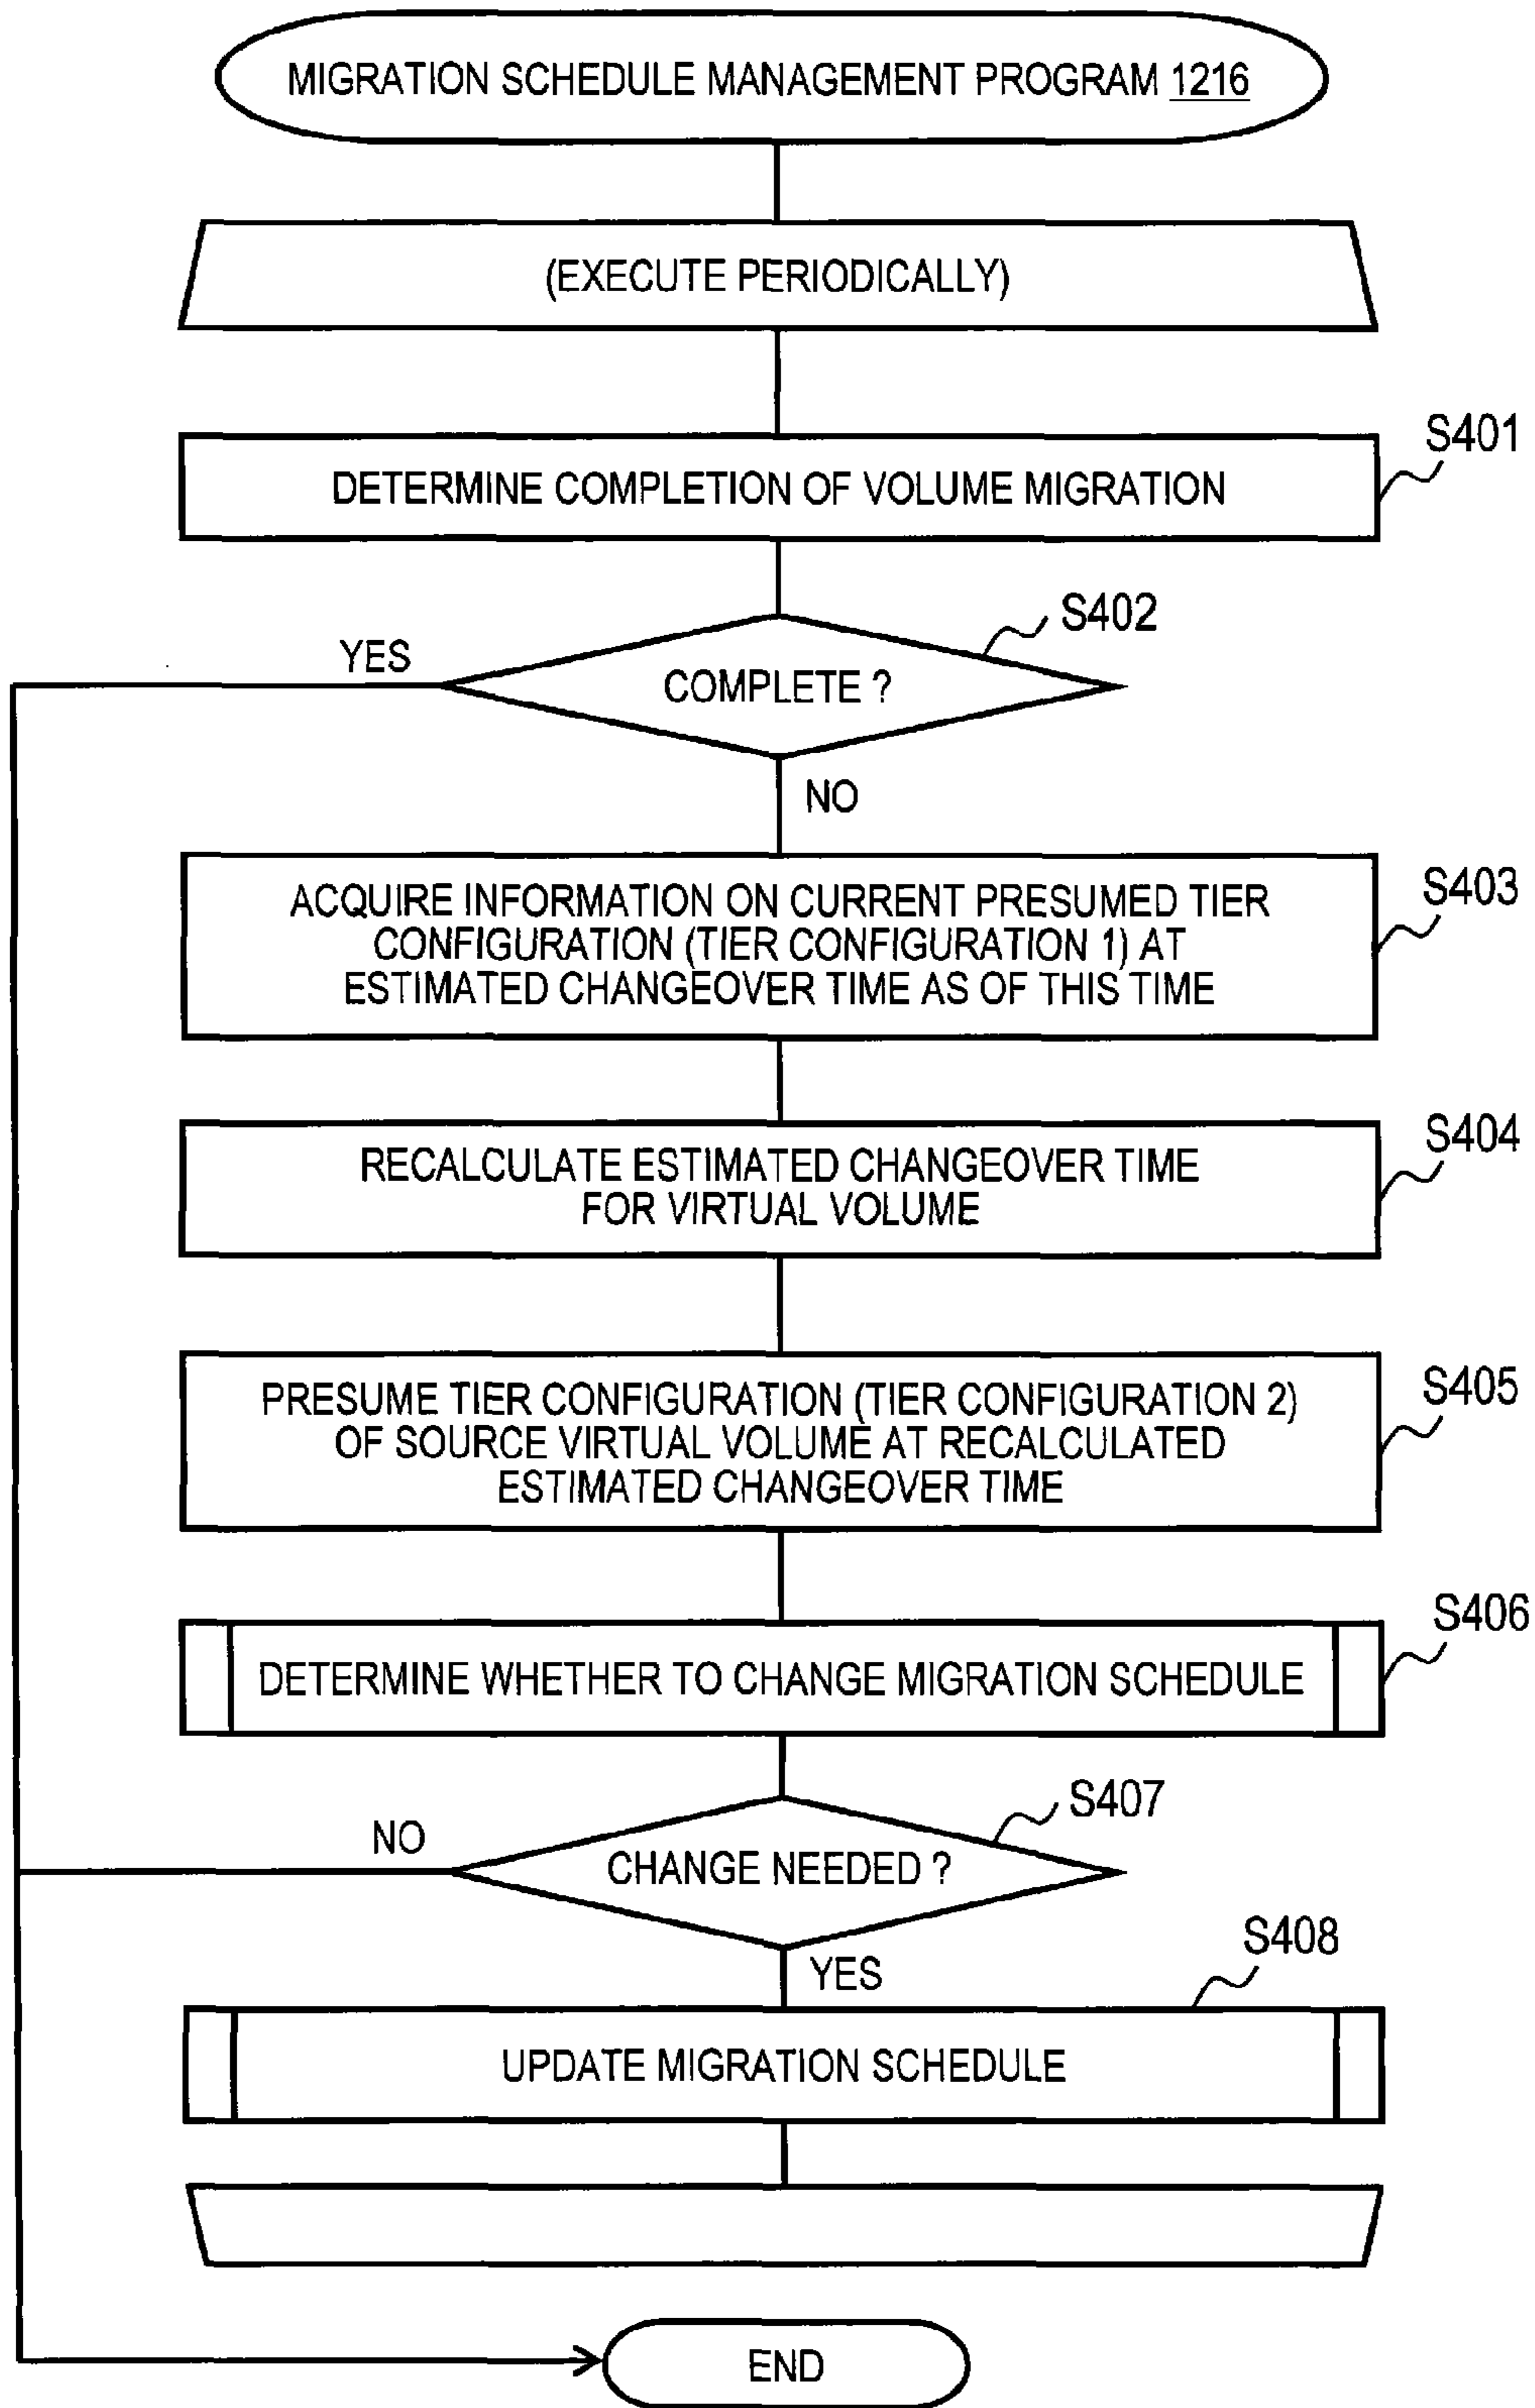 MIGRATION SCHEDULE MANAGEMENT PROGRAM 1216
(EXECUTE PERIODICALLY)
S401
DETERMINE COMPLETION OF VOLUME MIGRATION
S402
YES
COMPLETE ?
NO
S403
ACQUIRE INFORMATION ON CURRENT PRESUMED TIER
CONFIGURATION (TIER CONFIGURATION 1) AT
ESTIMATED CHANGEOVER TIME AS OF THIS TIME
S404
RECALCULATE ESTIMATED CHANGEOVER TIME
FOR VIRTUAL VOLUME
S405
PRESUME TIER CONFIGURATION (TIER CONFIGURATION 2)
OF SOURCE VIRTUAL VOLUME AT RECALCULATED
ESTIMATED CHANGEOVER TIME
S406
DETERMINE WHETHER TO CHANGE MIGRATION SCHEDULE
S407
NO
CHANGE NEEDED ?
S408
YES
UPDATE MIGRATION SCHEDULE
END